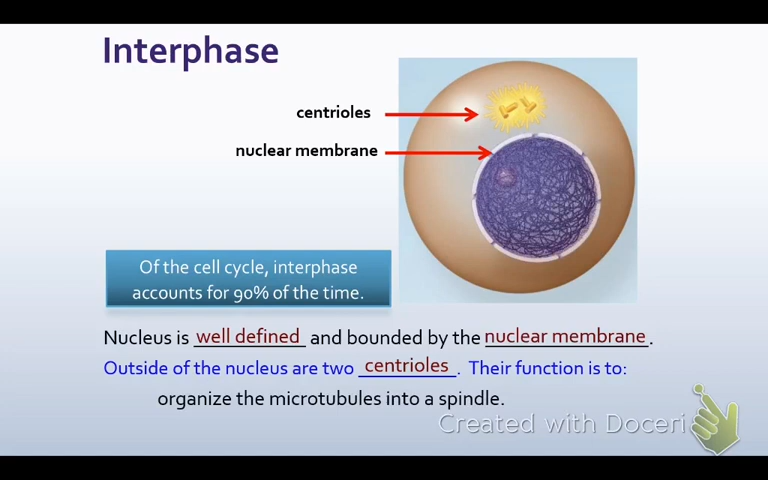 Interphase
centrioles
nuclear membrane
Of the cell cycle, interphase
accounts for 90% of the time.
Nucleus is well defined and bounded by the nuclear membrane.
Outside of the nucleus are two centrioles. Their function is to:
organize the microtubules into a spindle.
Created with Doceri